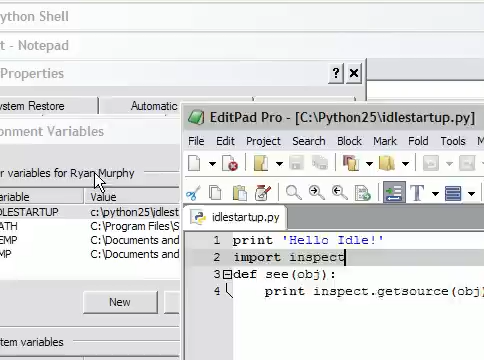 ython Shell
t - Notepad
Properties
ystem Restore
Automatic
onment Variables
r variables for Ryan Murphy
ariable Value
DLESTARTUP c:\python25\idlest
ATH C:\Program Files\S
EMP C:\Documents and
MP C:\Documents and
New
tem variables
EditPad Pro - [C:\Python25\idlestartup.py]
File Edit Project Search Block Mark Fold Tools M
idlestartup.py
1 print 'Hello Idle!'
2 import inspect
3 def see(obj):
4 print inspect.getsource(obj)